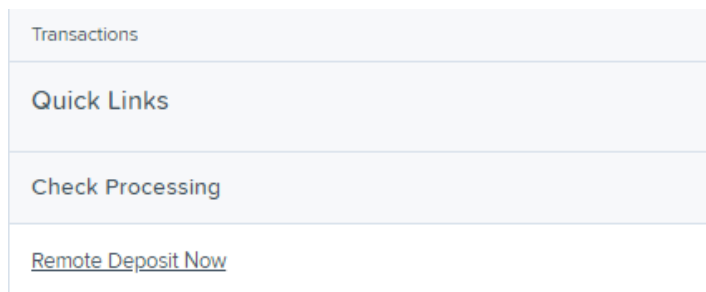 Transactions
Quick Links
Check Processing
Remote Deposit Now